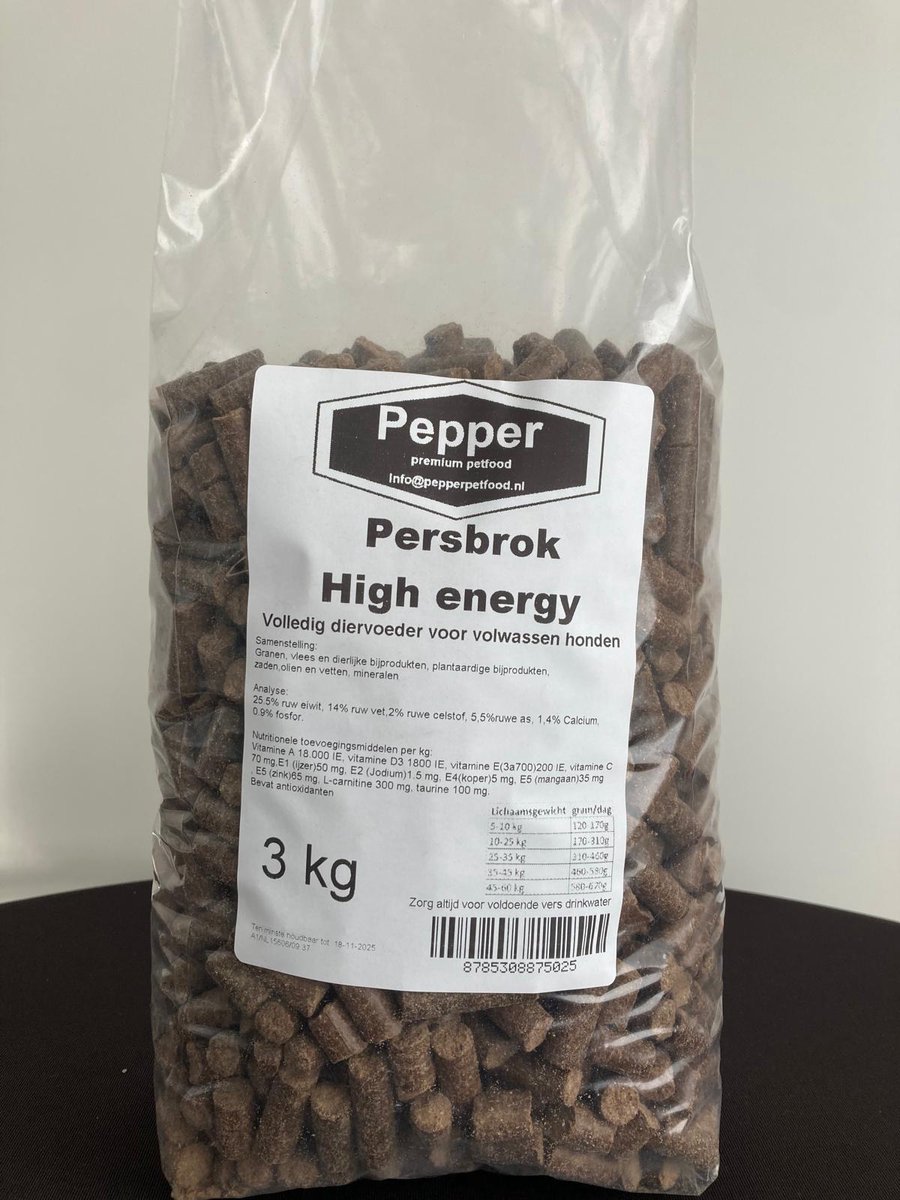 Pepper
premium petfood
Info@pepperpetfood.nl
Persbrok
High energy
Volledig diervoeder voor volwassen honden
Samenstelling:
Granen, vlees en dierlijke bijprodukten, plantaardige bijprodukten,
zaden,olien en vetten, mineralen
Analyse:
25.5% ruw eiwit, 14% ruw vet,2% ruwe celstof, 5,5%ruwe as, 1,4% Calcium,
0.9% fosfor.
Nutritionele toevoegingsmiddelen per kg:
Vitamine A 18.000 IE, vitamine D3 1800 IE, vitamine E(3a700)200 IE, vitamine C
70 mg,E1 (ijzer)50 mg, E2 (Jodium)1.5 mg, E4(koper)5 mg, E5 (mangaan)35 mg
, E5 (zink)65 mg, L-carnitine 300 mg, taurine 100 mg.
Bevat antioxidanten
Lichaamsgewicht gram/dag
5-10 kg 120-170g
10-25 kg 170-310g
25-35 kg 310-460g
35-45 kg 460-580g
45-60 kg 580-670g
3 kg
Zorg altijd voor voldoende vers drinkwater
Ten minste houdbaar tot 18-11-2025
A1/NL15606/09 37
8785308875025